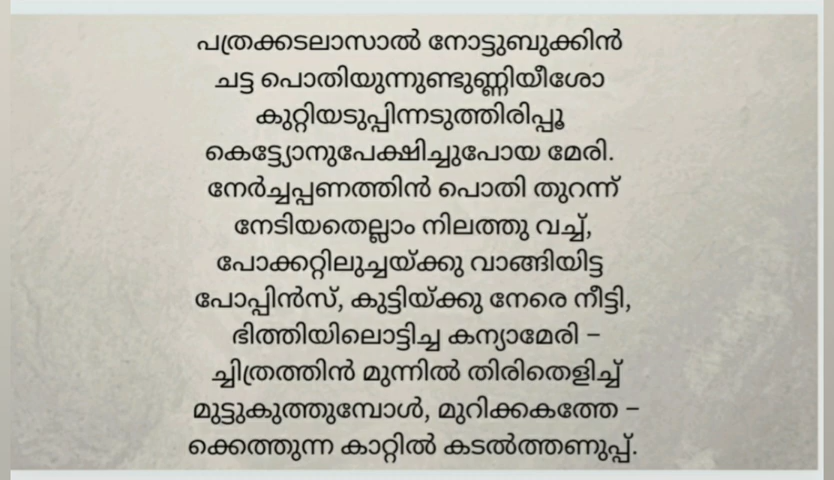 പത്രക്കടലാസാൽ നോട്ടുബുക്കിൻ
ചട്ട പൊതിയുന്നുണ്ടുണ്ണിയീശോ
കുറ്റിയടുപ്പിന്നടുത്തിരിപ്പൂ
കെട്ട്യോനുപേക്ഷിച്ചുപോയ മേരി.
നേർച്ചപ്പണത്തിൻ പൊതി തുറന്ന്
നേടിയതെല്ലാം നിലത്തു വച്ച്,
പോക്കറ്റിലുച്ചയ്ക്കു വാങ്ങിയിട്ട
പോപ്പിൻസ്, കുട്ടിയ്ക്കു നേരെ നീട്ടി,
ഭിത്തിയിലൊട്ടിച്ച കന്യാമേരി –
ച്ചിത്രത്തിൻ മുന്നിൽ തിരിതെളിച്ച്
മുട്ടുകുത്തുമ്പോൾ, മുറിക്കകത്തേ –
ക്കെത്തുന്ന കാറ്റിൽ കടൽത്തണുപ്പ്.